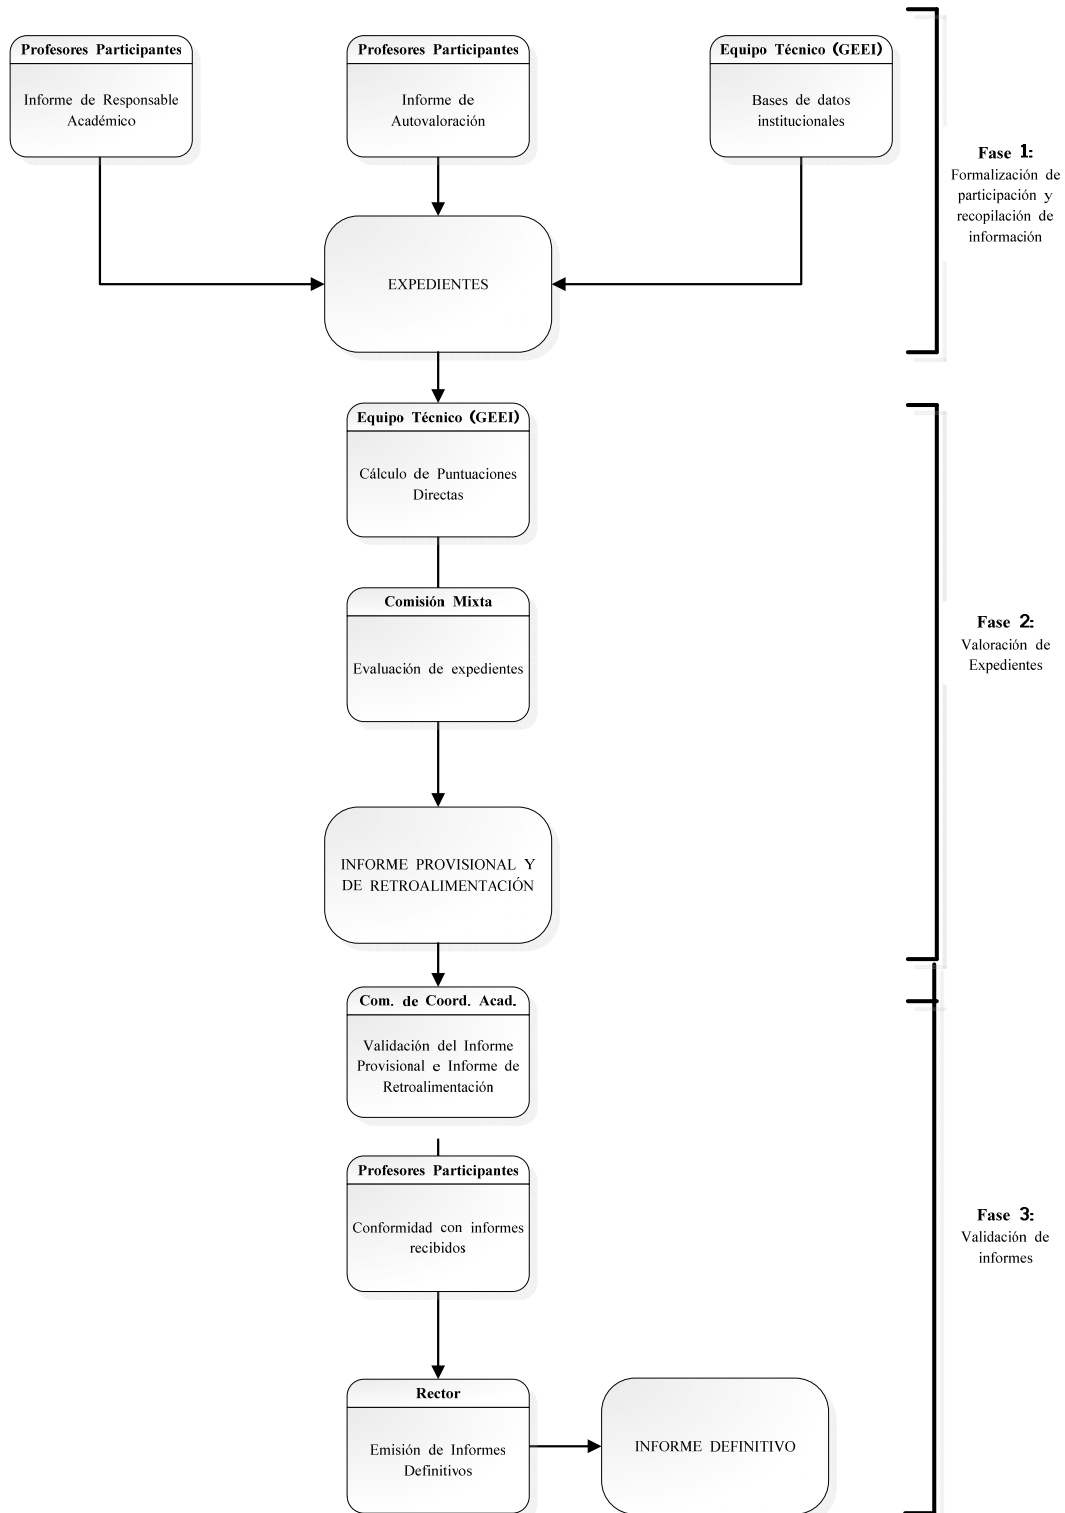 Profesores Participantes
Informe de Responsable
Académico
Profesores Participantes
Informe de
Autovaloración
Equipo Técnico (GEEI)
Bases de datos
institucionales
Fase 1:
Formalización de
participación y
recopilación de
información
EXPEDIENTES
Equipo Técnico (GEEI)
Cálculo de Puntuaciones
Directas
Comisión Mixta
Evaluación de expedientes
Fase 2:
Valoración de
Expedientes
INFORME PROVISIONAL Y
DE RETROALIMENTACIÓN
Com. de Coord. Acad.
Validación del Informe
Provisional e Informe de
Retroalimentación
Profesores Participantes
Conformidad con informes
recibidos
Fase 3:
Validación de
informes
Rector
Emisión de Informes
Definitivos
INFORME DEFINITIVO